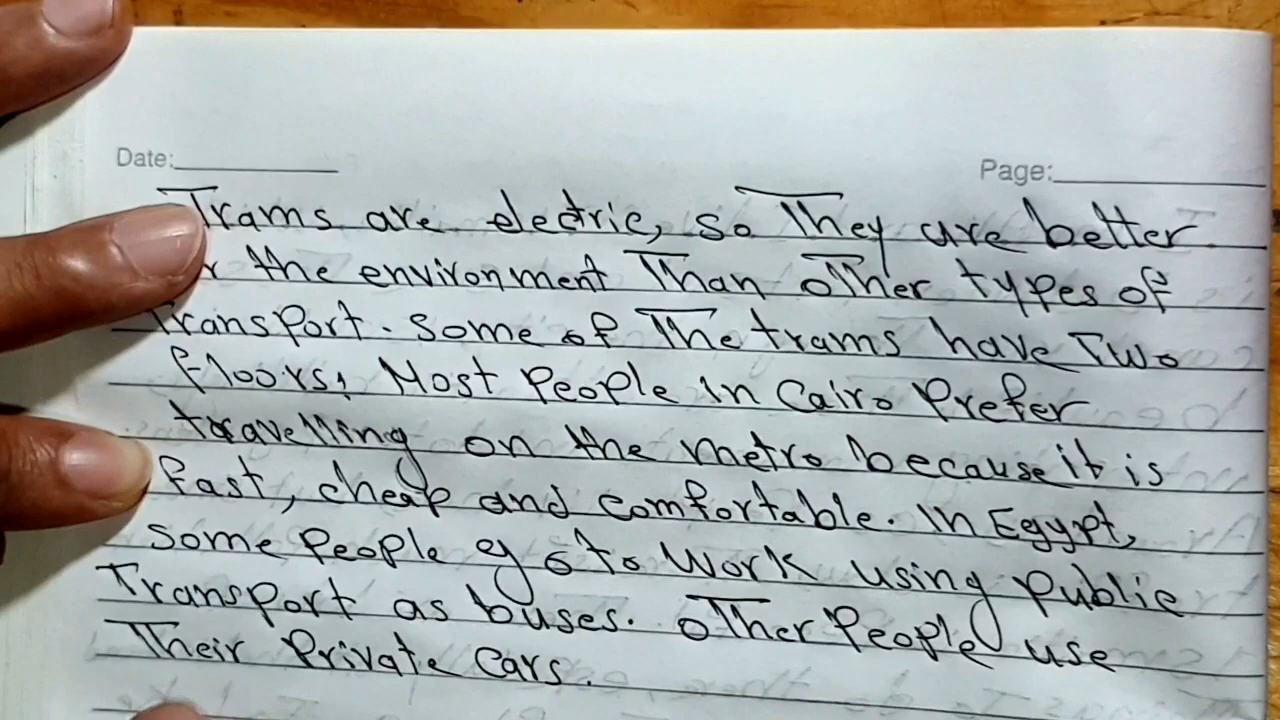 Date:
Page:
Trams are electric, so They are better
the environment Than other types of
Transport. Some of The trams have Two
floors. Most People in Cairo Prefer
travelling on the metro because it is
fast, cheap and comfortable. In Egypt,
some People go to work using public
Transport as buses. Other People use
Their Private cars.